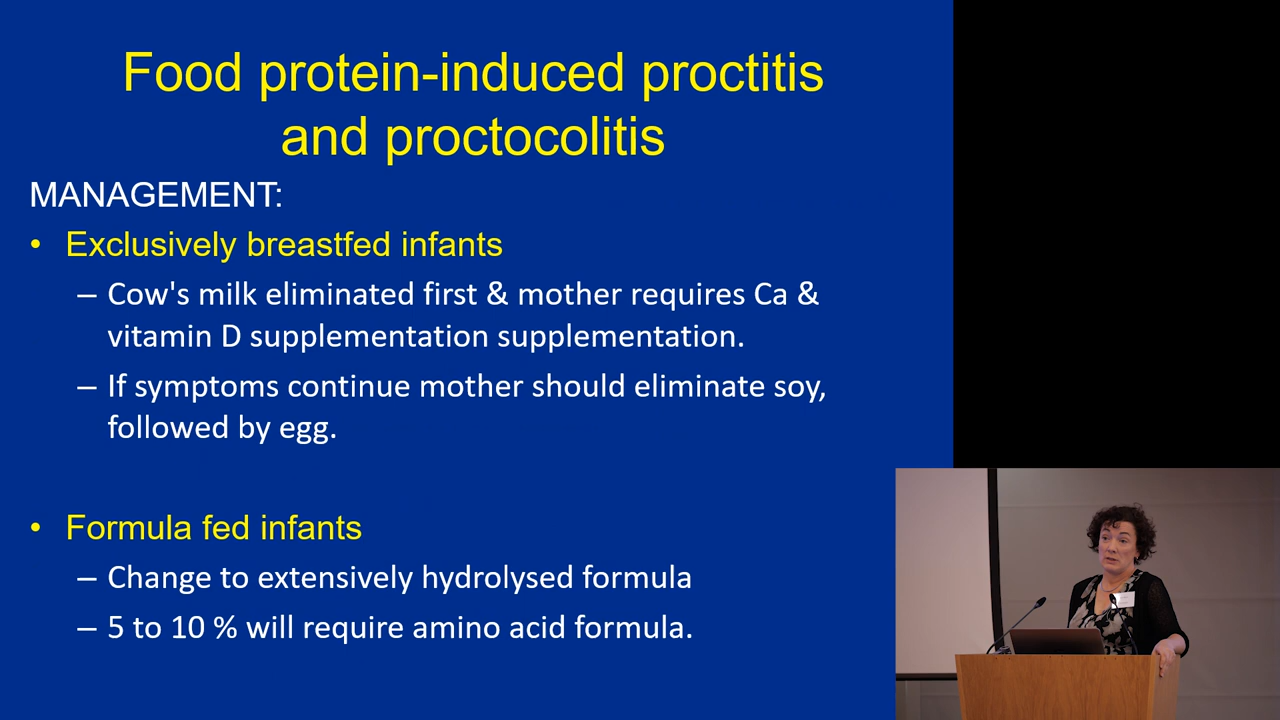 Food protein-induced proctitis
and proctocolitis
MANAGEMENT:
• Exclusively breastfed infants
– Cow's milk eliminated first & mother requires Ca &
vitamin D supplementation supplementation.
– If symptoms continue mother should eliminate soy,
followed by egg.
• Formula fed infants
– Change to extensively hydrolysed formula
– 5 to 10 % will require amino acid formula.